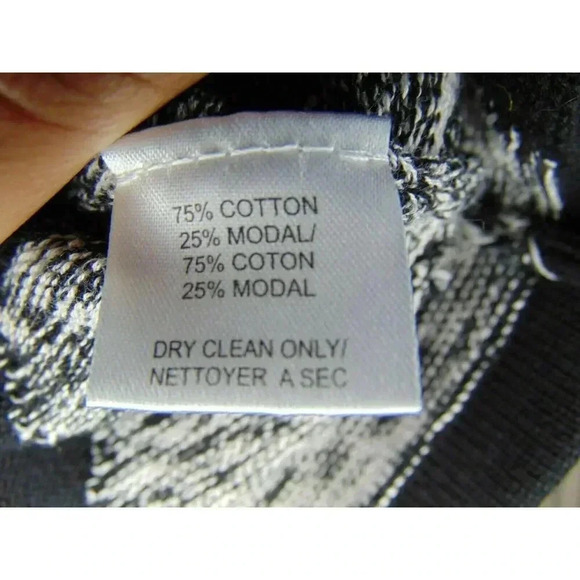 75% COTTON
25% MODAL/
75% COTON
25% MODAL
DRY CLEAN ONLY/
NETTOYER A SEC